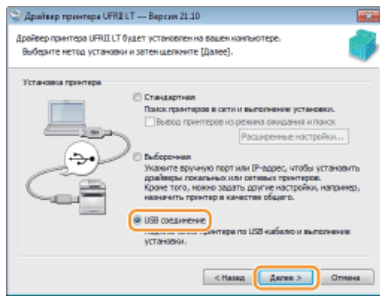 Драйвер принтера UFRII LT — Версия 21.10
Драйвер принтера UFRII LT будет установлен на вашем компьютере.
Выберите метод установки и затем щелкните [Далее].
Установка принтера
Стандартная
Поиск принтеров в сети и выполнение установки.
Вывод принтеров из режима ожидания и поиск
Расширенные настройки...
Выборочная
Укажите вручную порт или IP-адрес, чтобы установить
драйверы локальных или сетевых принтеров.
Кроме того, можно задать другие настройки, например,
назначить принтер в качестве общего.
USB соединение
принтера по USB-кабелю и выполнение
установки.
< Назад
Далее >
Отмена